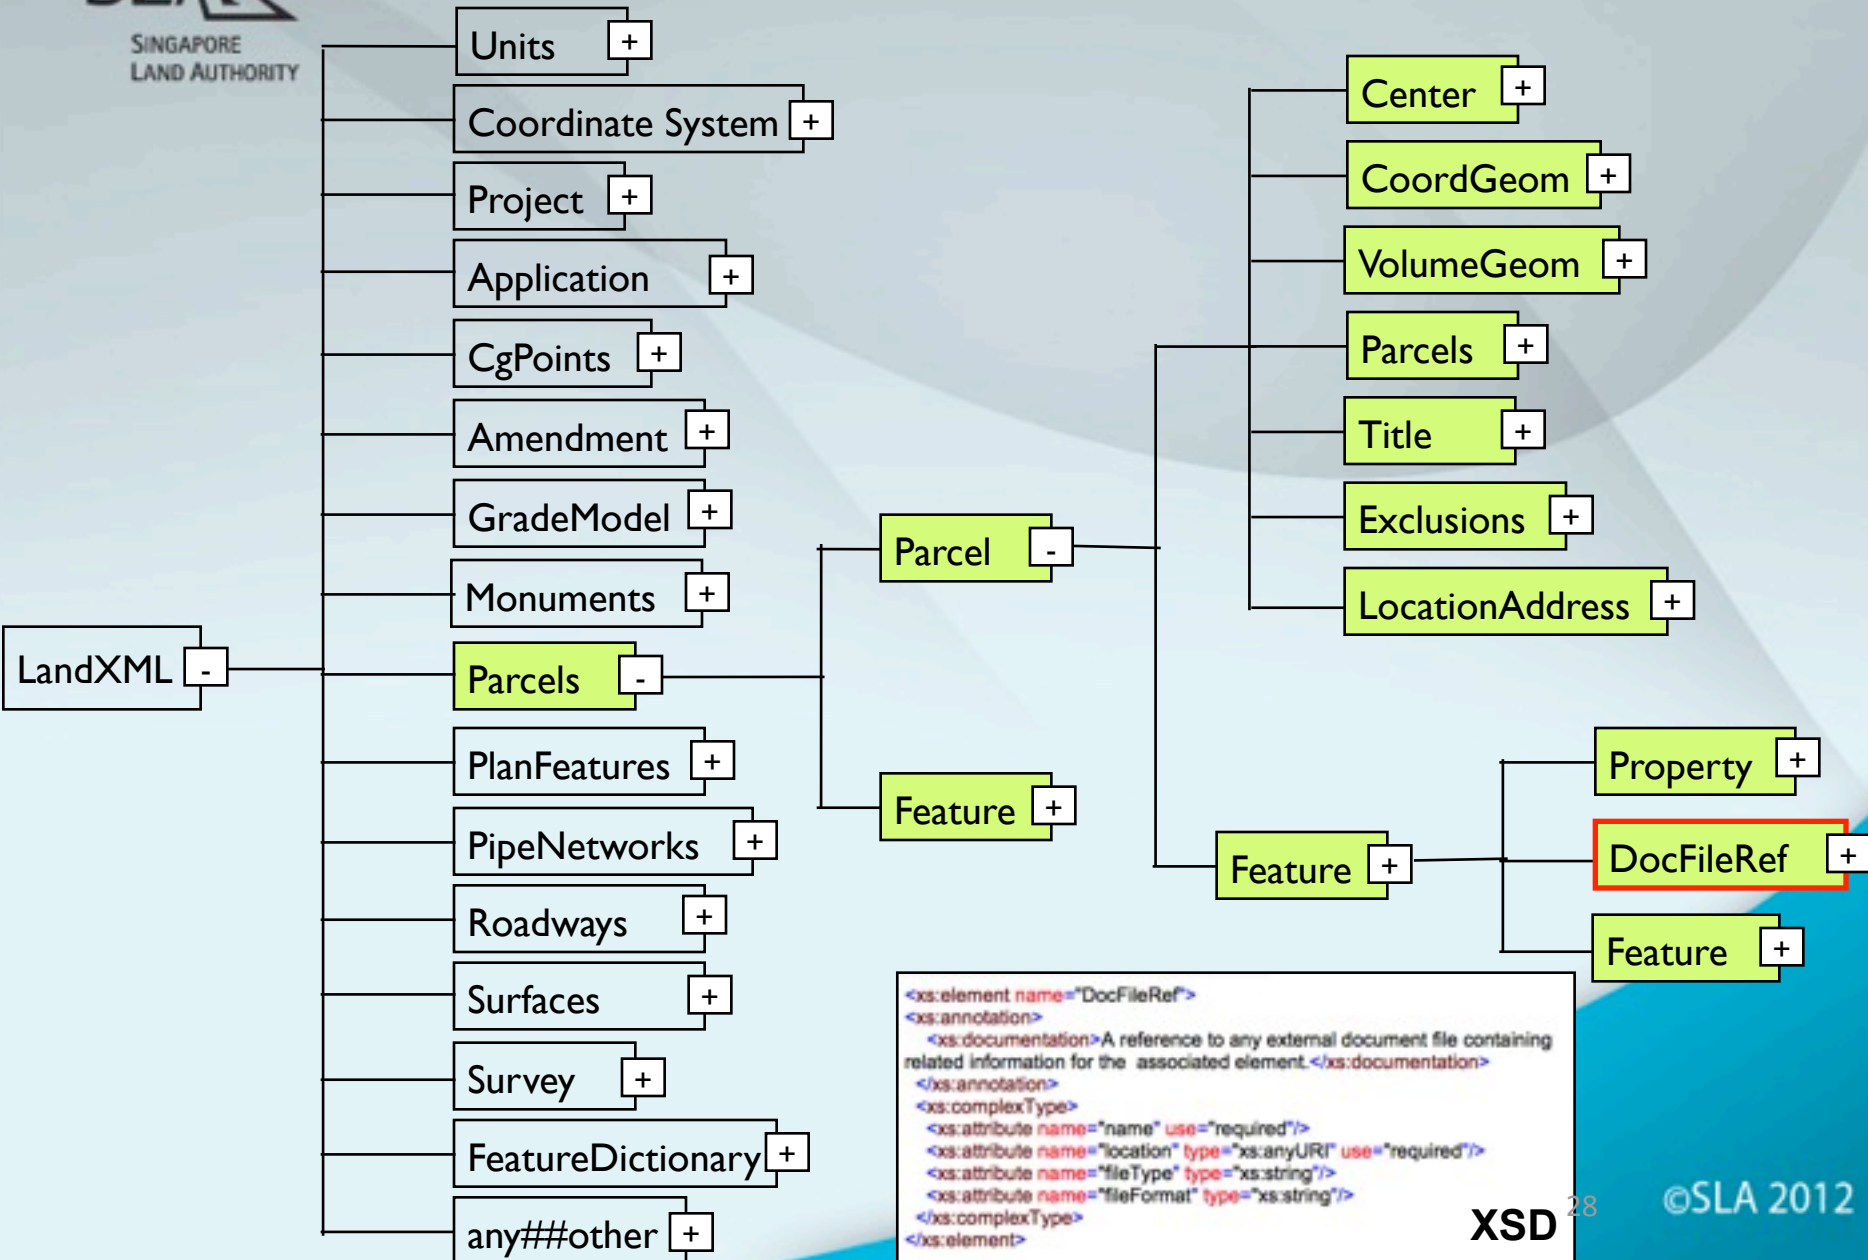 SINGAPORE
LAND AUTHORITY
LandXML -
Units +
Coordinate System +
Project +
Application +
CgPoints +
Amendment +
GradeModel +
Monuments +
Parcels -
PlanFeatures +
PipeNetworks +
Roadways +
Surfaces +
Survey +
FeatureDictionary +
any##other +
Parcel -
Feature +
Center +
CoordGeom +
VolumeGeom +
Parcels +
Title +
Exclusions +
LocationAddress +
Feature +
Property +
DocFileRef +
Feature +
<xs:element name="DocFileRef">
<xs:annotation>
<xs:documentation>A reference to any external document file containing
related information for the associated element.</xs:documentation>
</xs:annotation>
<xs:complexType>
<xs:attribute name="name" use="required"/>
<xs:attribute name="location" type="xs:anyURI" use="required"/>
<xs:attribute name="fileType" type="xs:string"/>
<xs:attribute name="fileFormat" type="xs:string"/>
</xs:complexType>
</xs:element>
XSD
28
©SLA 2012